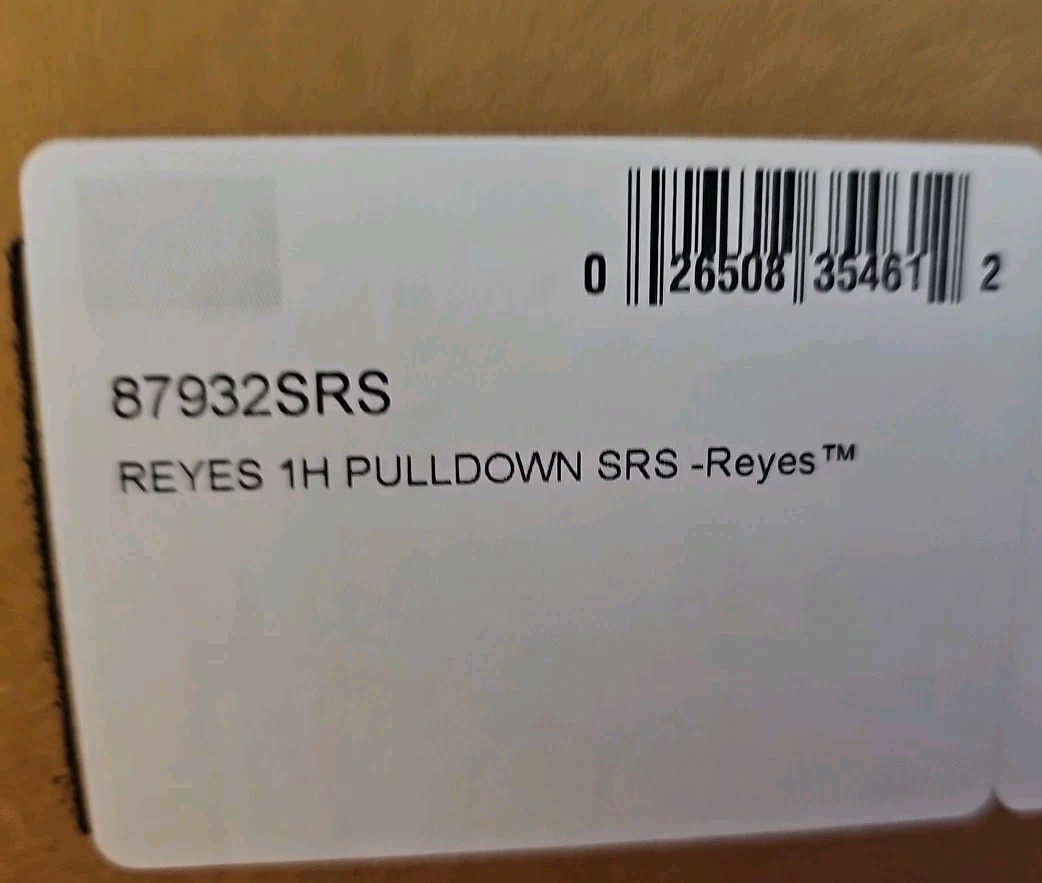 0 26508 35461 2
87932SRS
REYES 1H PULLDOWN SRS -Reyes™